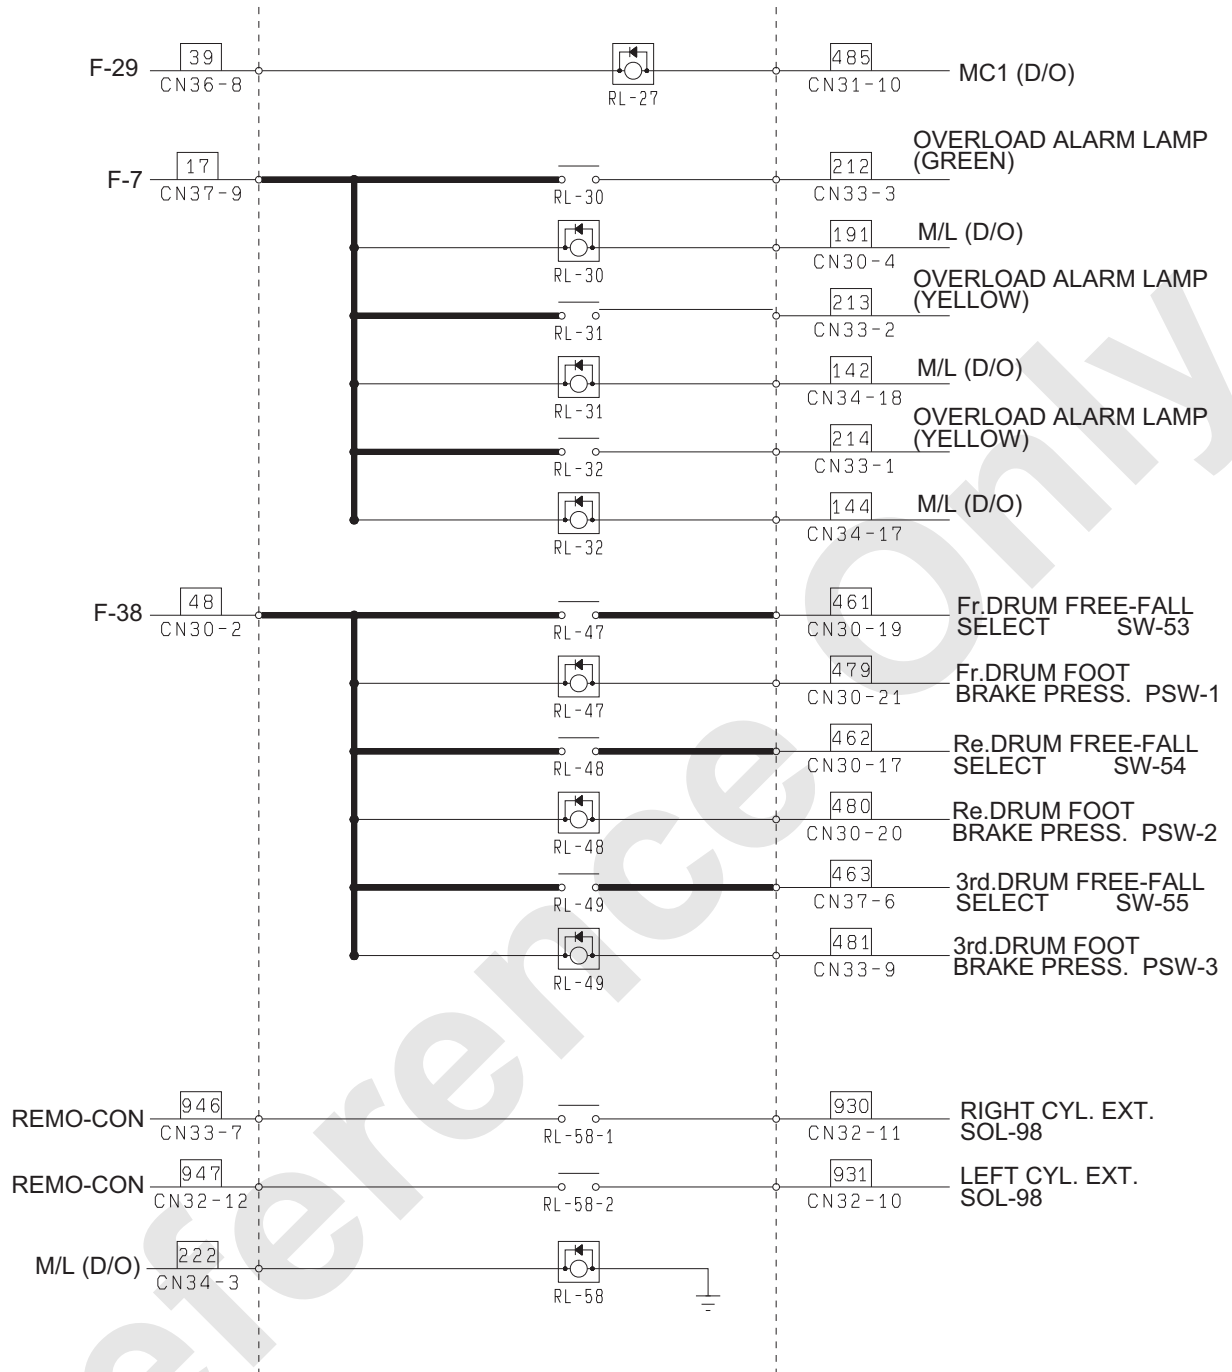 39
485
F-29
MC1 (D/O)
CN36-8
RL-27
CN31-10
OVERLOAD ALARM LAMP
(GREEN)
17
212
F-7
CN37-9
RL-30
CN33-3
191
M/L (D/O)
RL-30
CN30-4
OVERLOAD ALARM LAMP
(YELLOW)
213
RL-31
CN33-2
142
M/L (D/O)
RL-31
CN34-18
OVERLOAD ALARM LAMP
(YELLOW)
214
RL-32
CN33-1
144
M/L (D/O)
RL-32
CN34-17
48
461
Fr.DRUM FREE-FALL
F-38
SELECT SW-53
CN30-2
RL-47
CN30-19
479
Fr.DRUM FOOT
BRAKE PRESS. PSW-1
RL-47
CN30-21
462
Re.DRUM FREE-FALL
SELECT SW-54
RL-48
CN30-17
480
Re.DRUM FOOT
BRAKE PRESS. PSW-2
RL-48
CN30-20
463
3rd.DRUM FREE-FALL
SELECT SW-55
RL-49
CN37-6
481
3rd.DRUM FOOT
BRAKE PRESS. PSW-3
RL-49
CN33-9
946
930
RIGHT CYL. EXT.
REMO-CON
SOL-98
CN33-7
RL-58-1
CN32-11
947
931
LEFT CYL. EXT.
REMO-CON
SOL-98
CN32-12
RL-58-2
CN32-10
222
M/L (D/O)
CN34-3
RL-58
eference Only